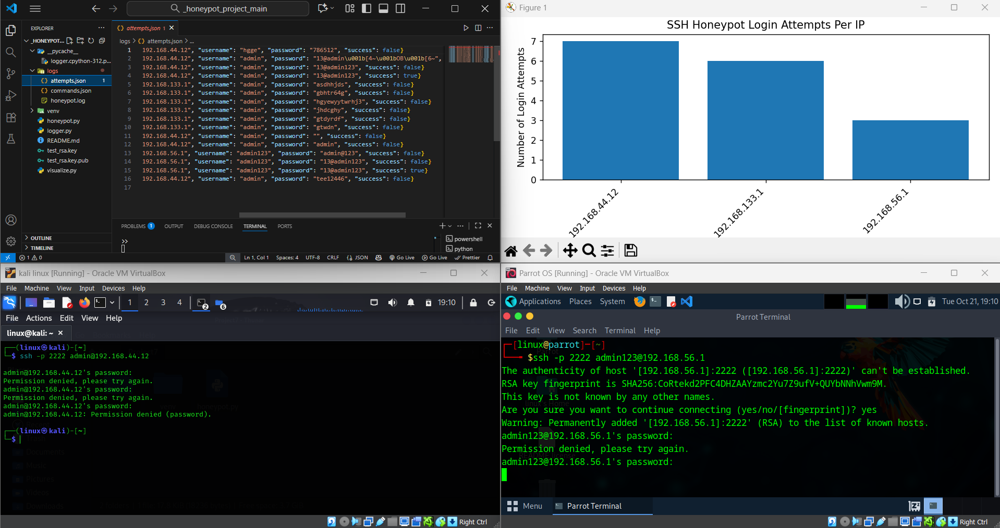 _honeypot_project_main
EXPLORER
_HONEYPOT...
__pycache__
logger.cpython-312.p...
logs
attempts.json 1
commands.json
honeypot.log
venv
honeypot.py
logger.py
README.md
test_rsa.key
test_rsa.key.pub
visualize.py
OUTLINE
TIMELINE
attempts.json 1
logs > attempts.json > ...
1 192.168.44.12", "username": "hgge", "password": "786512", "success": false}
2 192.168.44.12", "username": "admin", "password": "13@admin\u001b[4~\u001bOB\u001b[6~",
3 192.168.44.12", "username": "admin", "password": "13@admin123", "success": false}
4 192.168.44.12", "username": "admin", "password": "13@admin123", "success": true}
5 192.168.133.1", "username": "admin", "password": "asdhhjds", "success": false}
6 192.168.133.1", "username": "admin", "password": "gbhtr64g", "success": false}
7 192.168.133.1", "username": "admin", "password": "hgyewyytwrhj3", "success": false}
8 192.168.133.1", "username": "admin", "password": "jhdcghy", "success": false}
9 192.168.133.1", "username": "admin", "password": "gtdyrdf", "success": false}
10 192.168.133.1", "username": "admin", "password": "gtwdn", "success": false}
11 192.168.44.12", "username": "admin", "password": "", "success": false}
12 192.168.44.12", "username": "admin", "password": "admin", "success": false}
13 192.168.56.1", "username": "admin123", "password": "admin@123", "success": false}
14 192.168.56.1", "username": "admin123", "password": "13@admin123", "success": false}
15 192.168.56.1", "username": "admin123", "password": "13@admin123", "success": true}
16 192.168.44.12", "username": "admin", "password": "tee12446", "success": false}
17
PROBLEMS 1 OUTPUT DEBUG CONSOLE TERMINAL PORTS
>>
powershell
python
1 0 Ln 1, Col 1 Spaces: 4 UTF-8 CRLF {} JSON Go Live Go Live Prettier
Figure 1
SSH Honeypot Login Attempts Per IP
Number of Login Attempts
7
6
5
4
3
2
1
0
192.168.44.12
192.168.133.1
192.168.56.1
kali linux [Running] - Oracle VM VirtualBox
File Machine View Input Devices Help
1 2 3 4 2 6 19:10
File Actions Edit View Help
linux@kali: ~
(linux㉿kali)-[~]
$ ssh -p 2222 admin@192.168.44.12
admin@192.168.44.12's password:
Permission denied, please try again.
admin@192.168.44.12's password:
Permission denied, please try again.
admin@192.168.44.12's password:
admin@192.168.44.12: Permission denied (password).
(linux㉿kali)-[~]
$
Trash
Documents
Music
Pictures
Videos
Downloads
honeypot.py
Right Ctrl
Parrot OS [Running] - Oracle VM VirtualBox
File Machine View Input Devices Help
Applications Places System Tue Oct 21, 19:10
Parrot Terminal
File Edit View Search Terminal Help
[linux@parrot]-[~]
$ssh -p 2222 admin123@192.168.56.1
The authenticity of host '[192.168.56.1]:2222 ([192.168.56.1]:2222)' can't be established.
RSA key fingerprint is SHA256:CoRtekd2PFC4DHZAAYzmc2Yu7Z9ufV+QUYbNNhVwm9M.
This key is not known by any other names.
Are you sure you want to continue connecting (yes/no/[fingerprint])? yes
Warning: Permanently added '[192.168.56.1]:2222' (RSA) to the list of known hosts.
admin123@192.168.56.1's password:
Permission denied, please try again.
admin123@192.168.56.1's password:
Menu Parrot Terminal
Right Ctrl